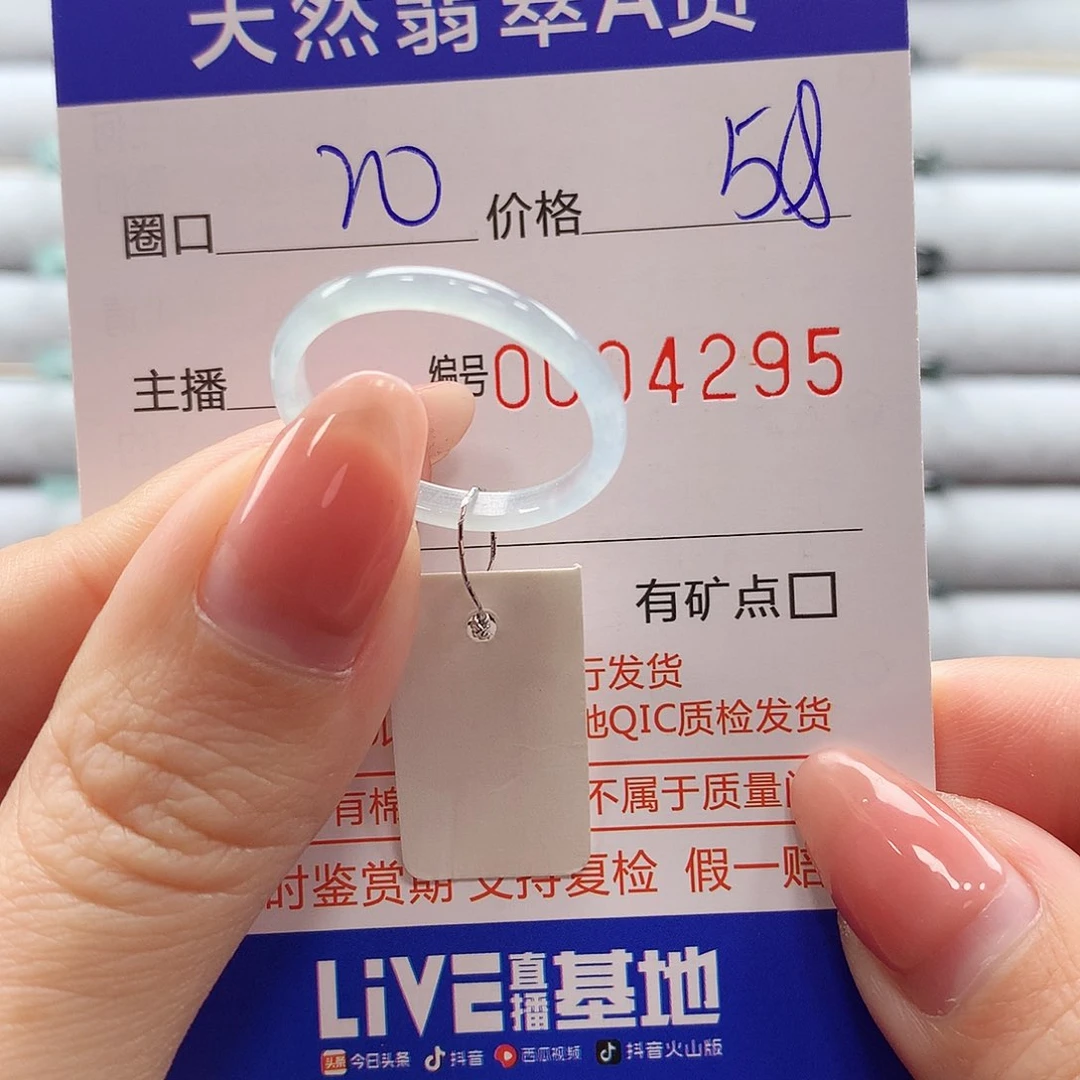 天然翡翠A货
圈口 20 价格 58
主播 编号 0004295
有矿点□
行发货
地QIC质检发货
有棉 不属于质量问
时鉴赏期 支持复检 假一赔
LiVE直播基地
今日头条 抖音 西瓜视频 抖音火山版